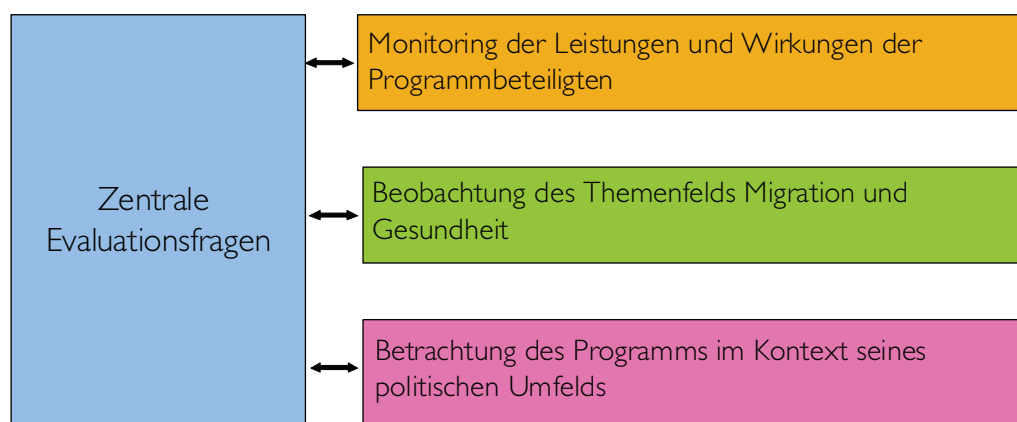 Zentrale
Evaluationsfragen
Monitoring der Leistungen und Wirkungen der
Programmbeteiligten
Beobachtung des Themenfelds Migration und
Gesundheit
Betrachtung des Programms im Kontext seines
politischen Umfelds